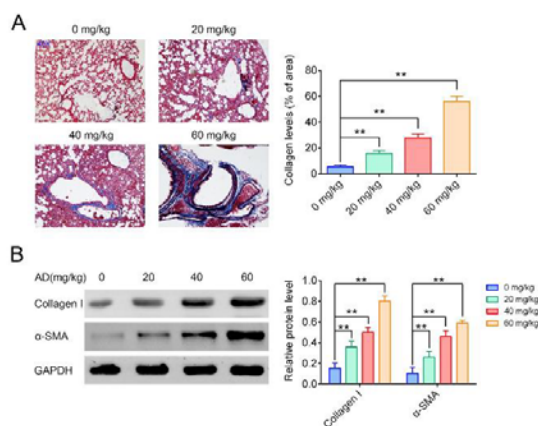 A
0 mg/kg
20 mg/kg
40 mg/kg
60 mg/kg
Collagen levels (% of area)
80
60
40
20
0
**
**
**
0 mg/kg
20 mg/kg
40 mg/kg
60 mg/kg
B
AD(mg/kg) 0 20 40 60
Collagen I
α-SMA
GAPDH
Relative protein level
1.0
0.8
0.6
0.4
0.2
0.0
**
**
**
**
**
**
Collagen I
α-SMA
0 mg/kg
20 mg/kg
40 mg/kg
60 mg/kg